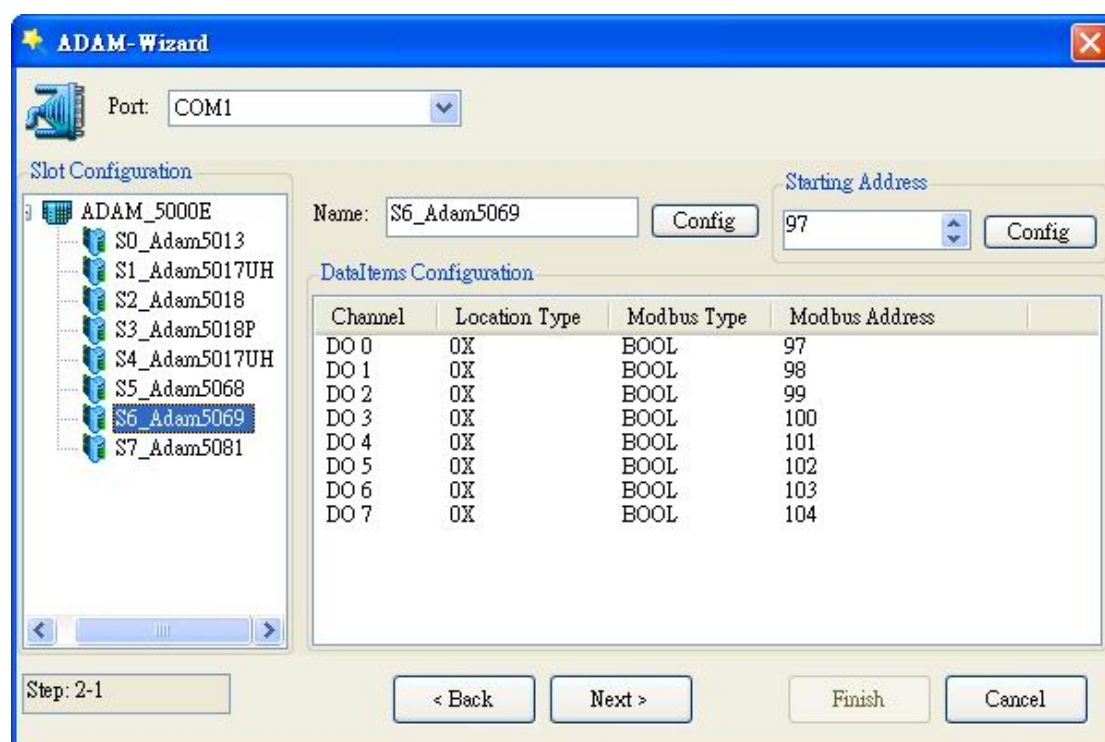 ADAM-Wizard
Port: COM1
Slot Configuration
ADAM_5000E
S0_Adam5013
S1_Adam5017UH
S2_Adam5018
S3_Adam5018P
S4_Adam5017UH
S5_Adam5068
S6_Adam5069
S7_Adam5081
Name: S6_Adam5069 Config
Starting Address
97 Config
DataItems Configuration
Channel Location Type Modbus Type Modbus Address
DO 0 0X BOOL 97
DO 1 0X BOOL 98
DO 2 0X BOOL 99
DO 3 0X BOOL 100
DO 4 0X BOOL 101
DO 5 0X BOOL 102
DO 6 0X BOOL 103
DO 7 0X BOOL 104
Step: 2-1 < Back Next > Finish Cancel